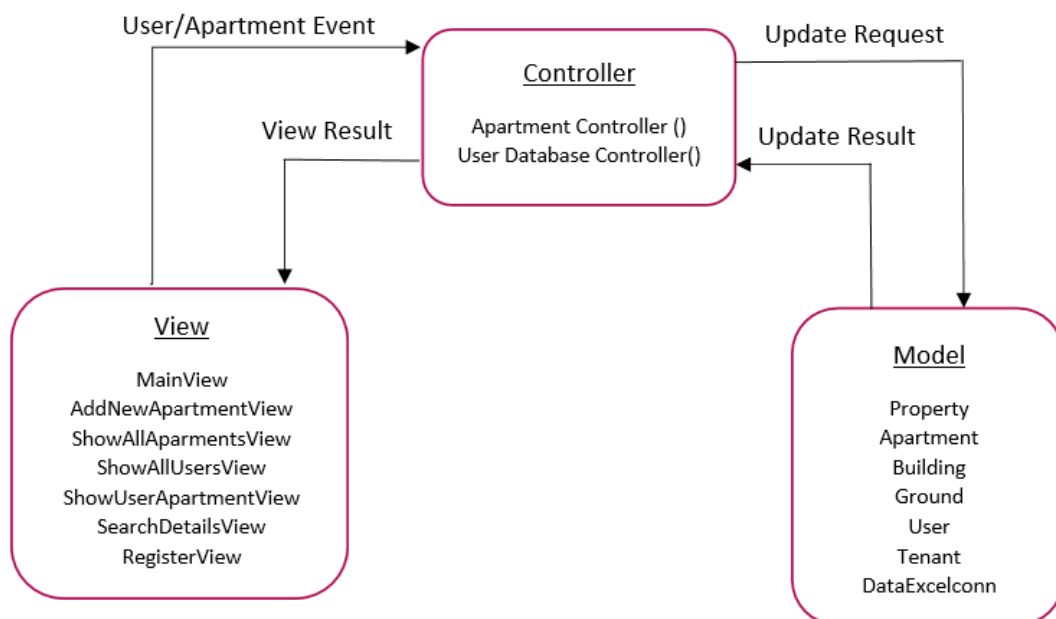 User/Apartment Event
Update Request
Controller
Apartment Controller ()
User Database Controller()
View Result
Update Result
View
MainView
AddNewApartmentView
ShowAllAparmentsView
ShowAllUsersView
ShowUserApartmentView
SearchDetailsView
RegisterView
Model
Property
Apartment
Building
Ground
User
Tenant
DataExcelconn